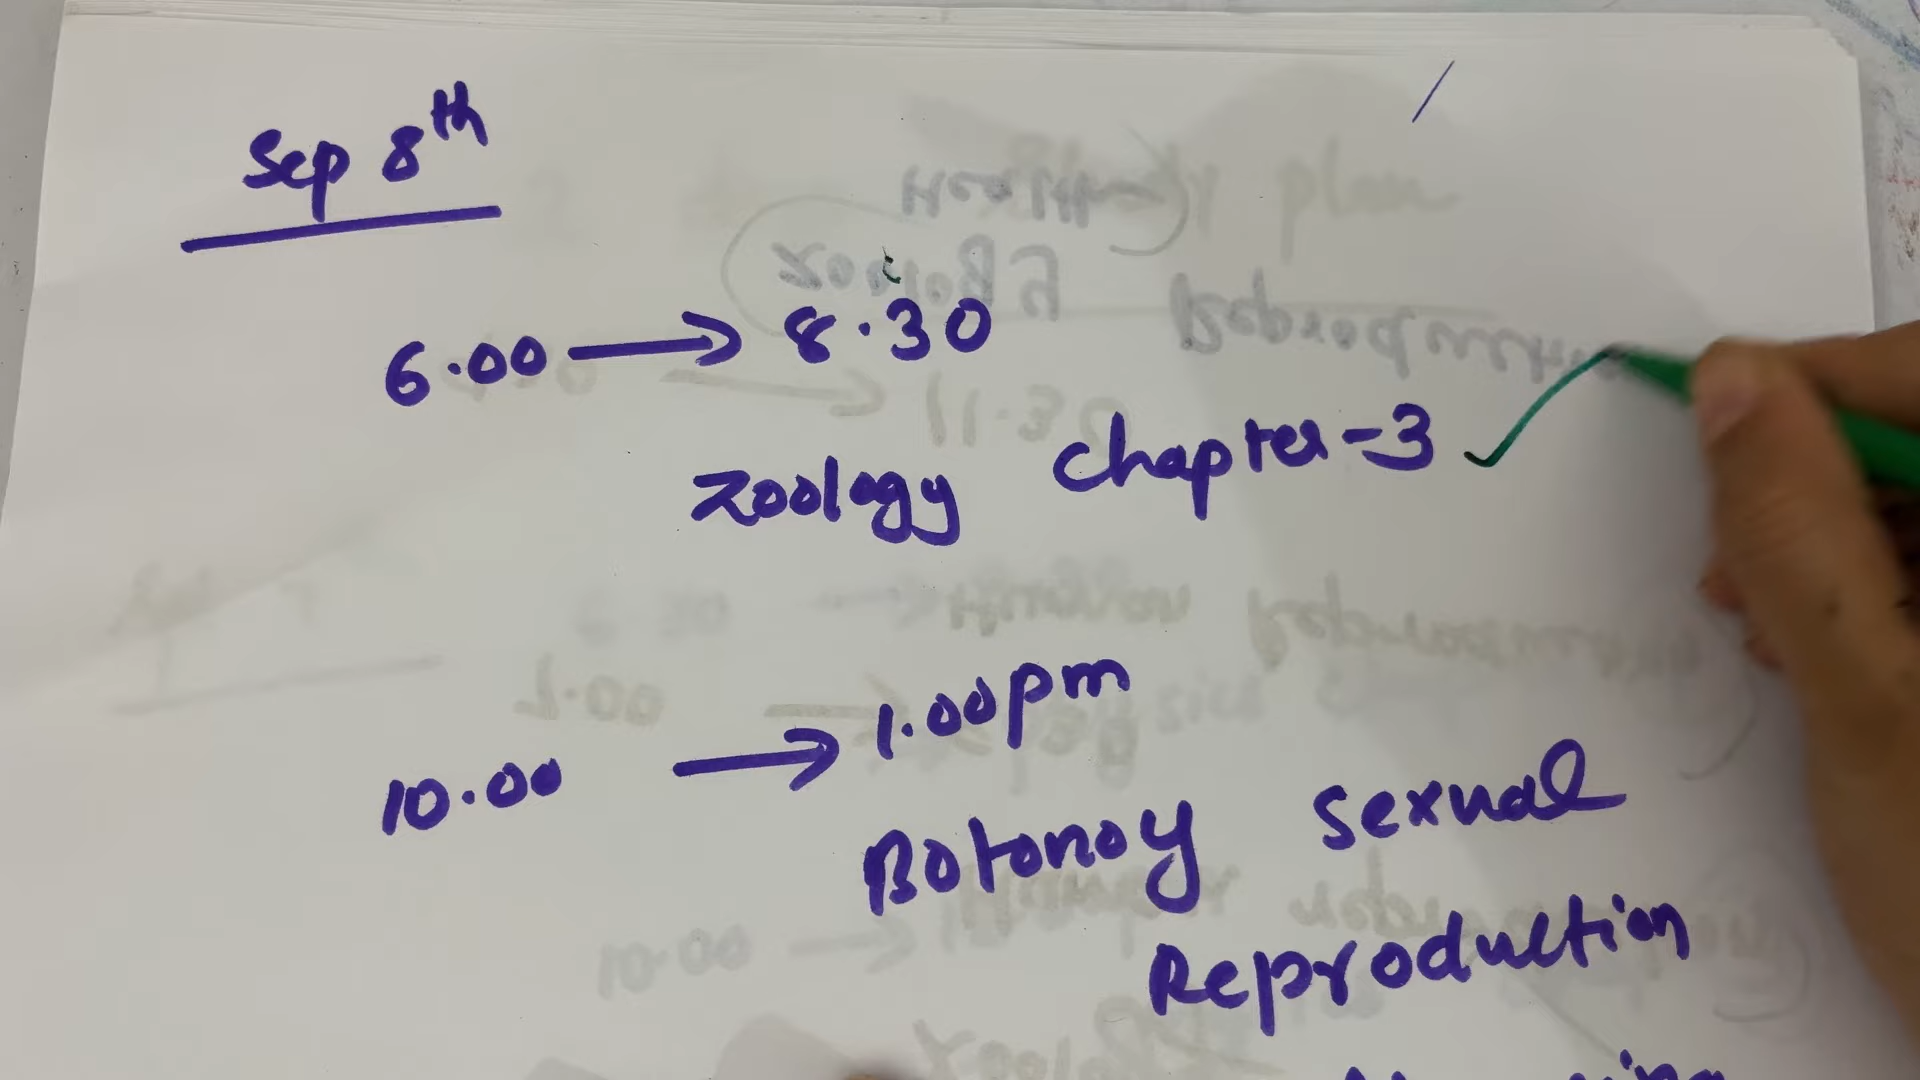 Sep 8th
6.00 → 8.30
Zoology Chapter-3 ✓
10.00 → 1.00pm
Botonoy Sexual
Reproduction